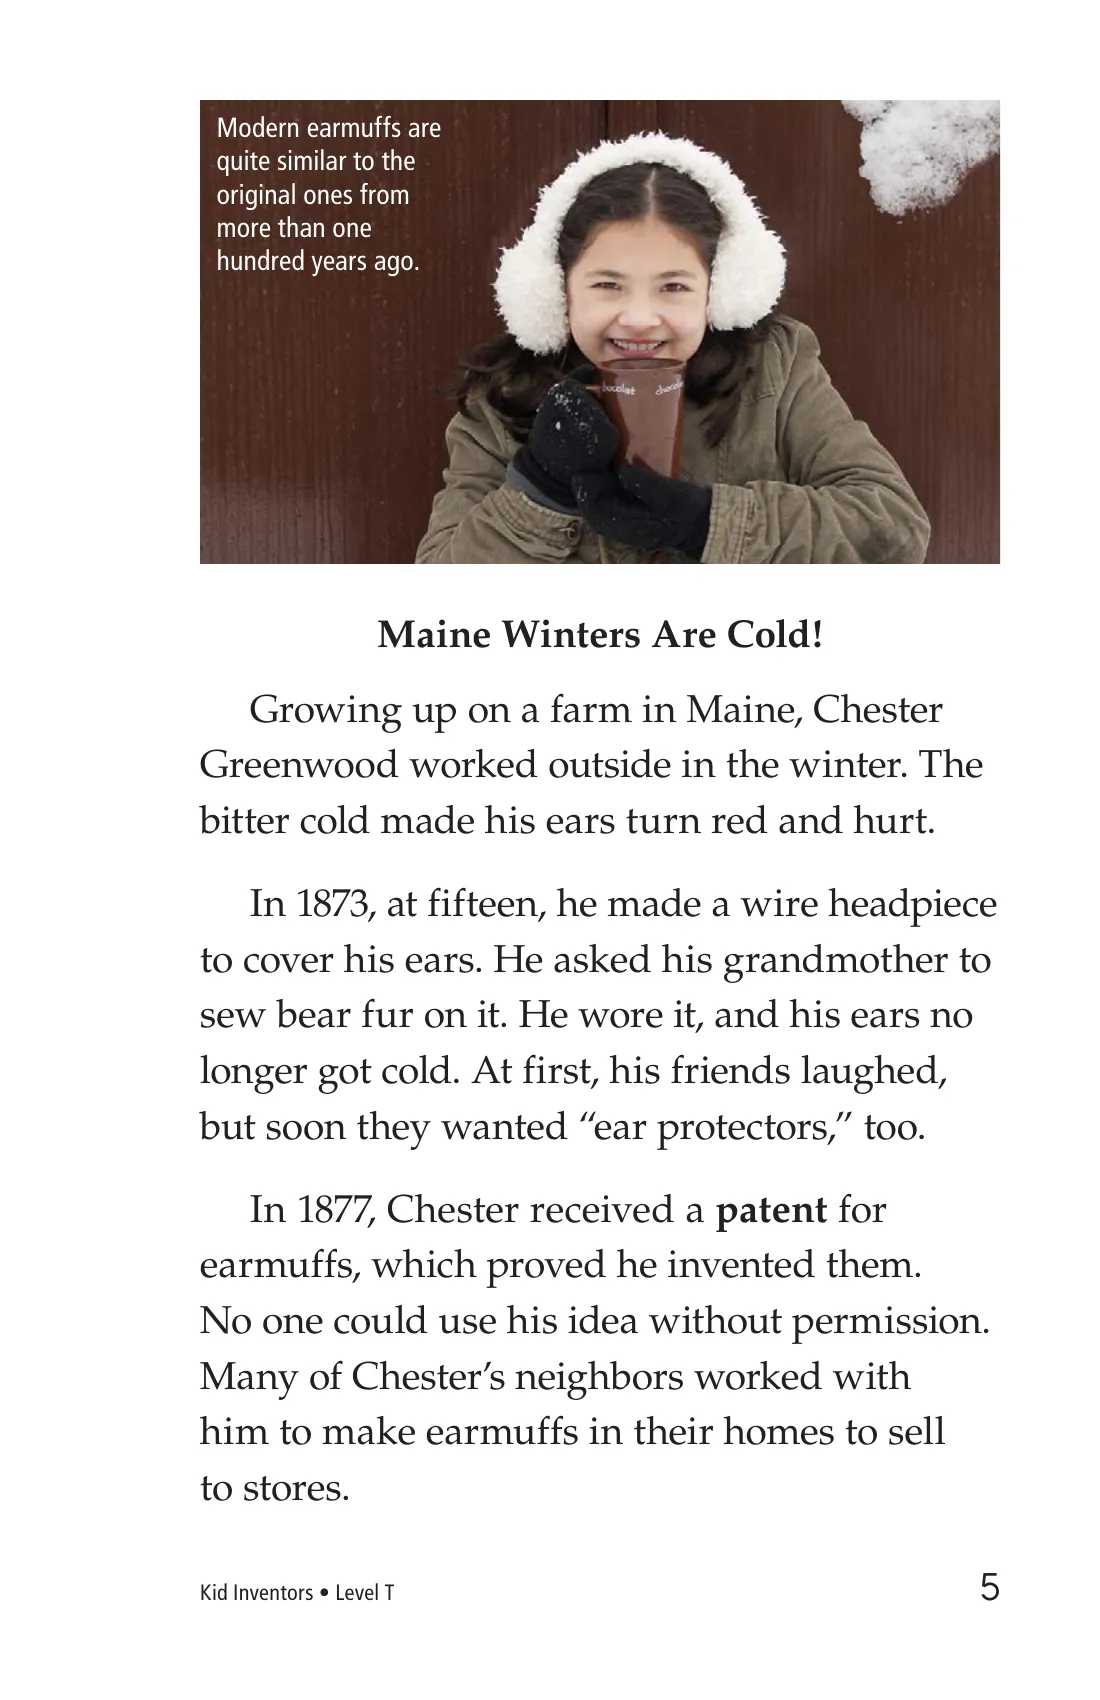 Modern earmuffs are
quite similar to the
original ones from
more than one
hundred years ago.
chocolat
Maine Winters Are Cold!
Growing up on a farm in Maine, Chester
Greenwood worked outside in the winter. The
bitter cold made his ears turn red and hurt.
In 1873, at fifteen, he made a wire headpiece
to cover his ears. He asked his grandmother to
sew bear fur on it. He wore it, and his ears no
longer got cold. At first, his friends laughed,
but soon they wanted “ear protectors,” too.
In 1877, Chester received a patent for
earmuffs, which proved he invented them.
No one could use his idea without permission.
Many of Chester’s neighbors worked with
him to make earmuffs in their homes to sell
to stores.
Kid Inventors • Level T
5